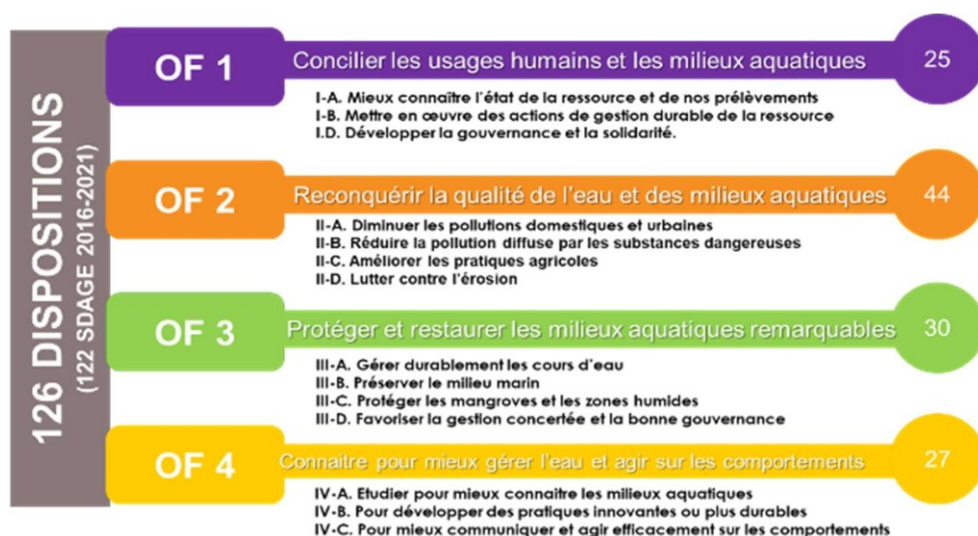 126 DISPOSITIONS
(122 SDAGE 2016-2021)
OF 1
Concilier les usages humains et les milieux aquatiques
25
I-A. Mieux connaître l'état de la ressource et de nos prélèvements
I-B. Mettre en œuvre des actions de gestion durable de la ressource
I.D. Développer la gouvernance et la solidarité.
OF 2
Reconquérir la qualité de l'eau et des milieux aquatiques
44
II-A. Diminuer les pollutions domestiques et urbaines
II-B. Réduire la pollution diffuse par les substances dangereuses
II-C. Améliorer les pratiques agricoles
II-D. Lutter contre l'érosion
OF 3
Protéger et restaurer les milieux aquatiques remarquables
30
III-A. Gérer durablement les cours d'eau
III-B. Préserver le milieu marin
III-C. Protéger les mangroves et les zones humides
III-D. Favoriser la gestion concertée et la bonne gouvernance
OF 4
Connaitre pour mieux gérer l'eau et agir sur les comportements
27
IV-A. Etudier pour mieux connaitre les milieux aquatiques
IV-B. Pour développer des pratiques innovantes ou plus durables
IV-C. Pour mieux communiquer et agir efficacement sur les comportements